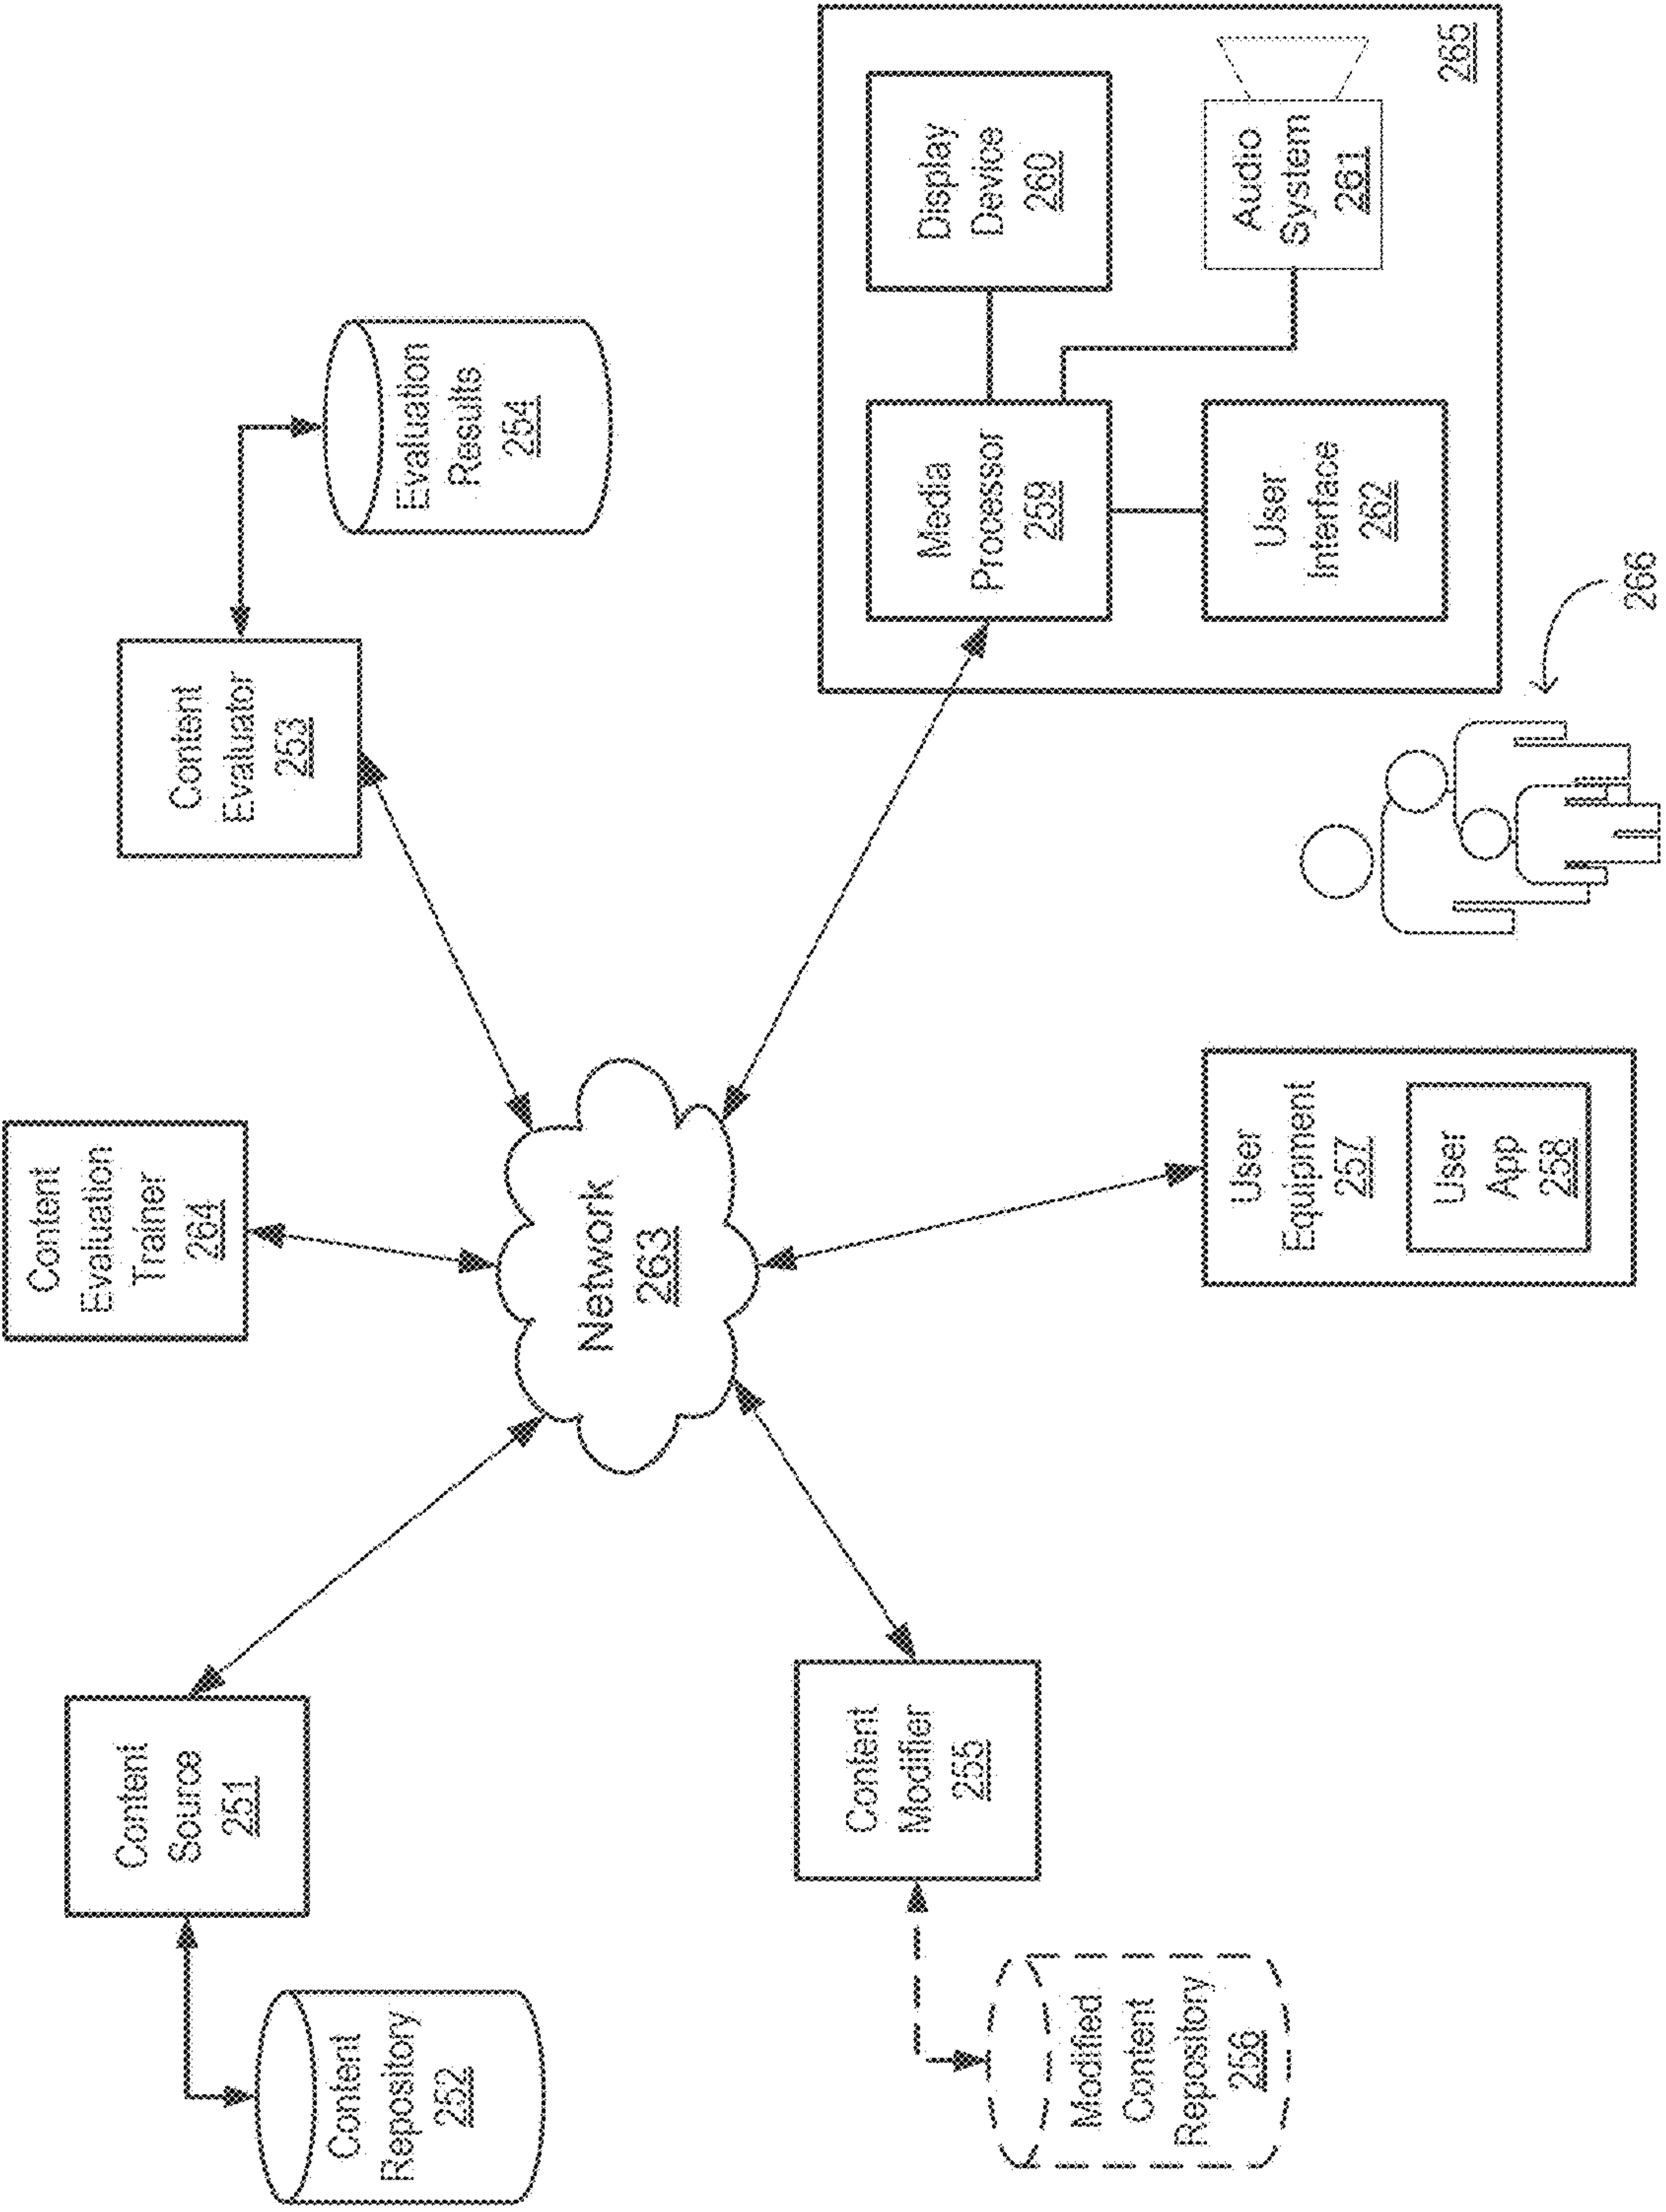 Content
Repository
252
Content
Source
251
Content
Evaluation
Trainer
264
Content
Evaluator
253
Evaluation
Results
254
Network
263
Modified
Content
Repository
256
Content
Modifier
255
User
Equipment
257
User
App
258
Media
Processor
259
Display
Device
260
User
Interface
262
Audio
System
261
265
266